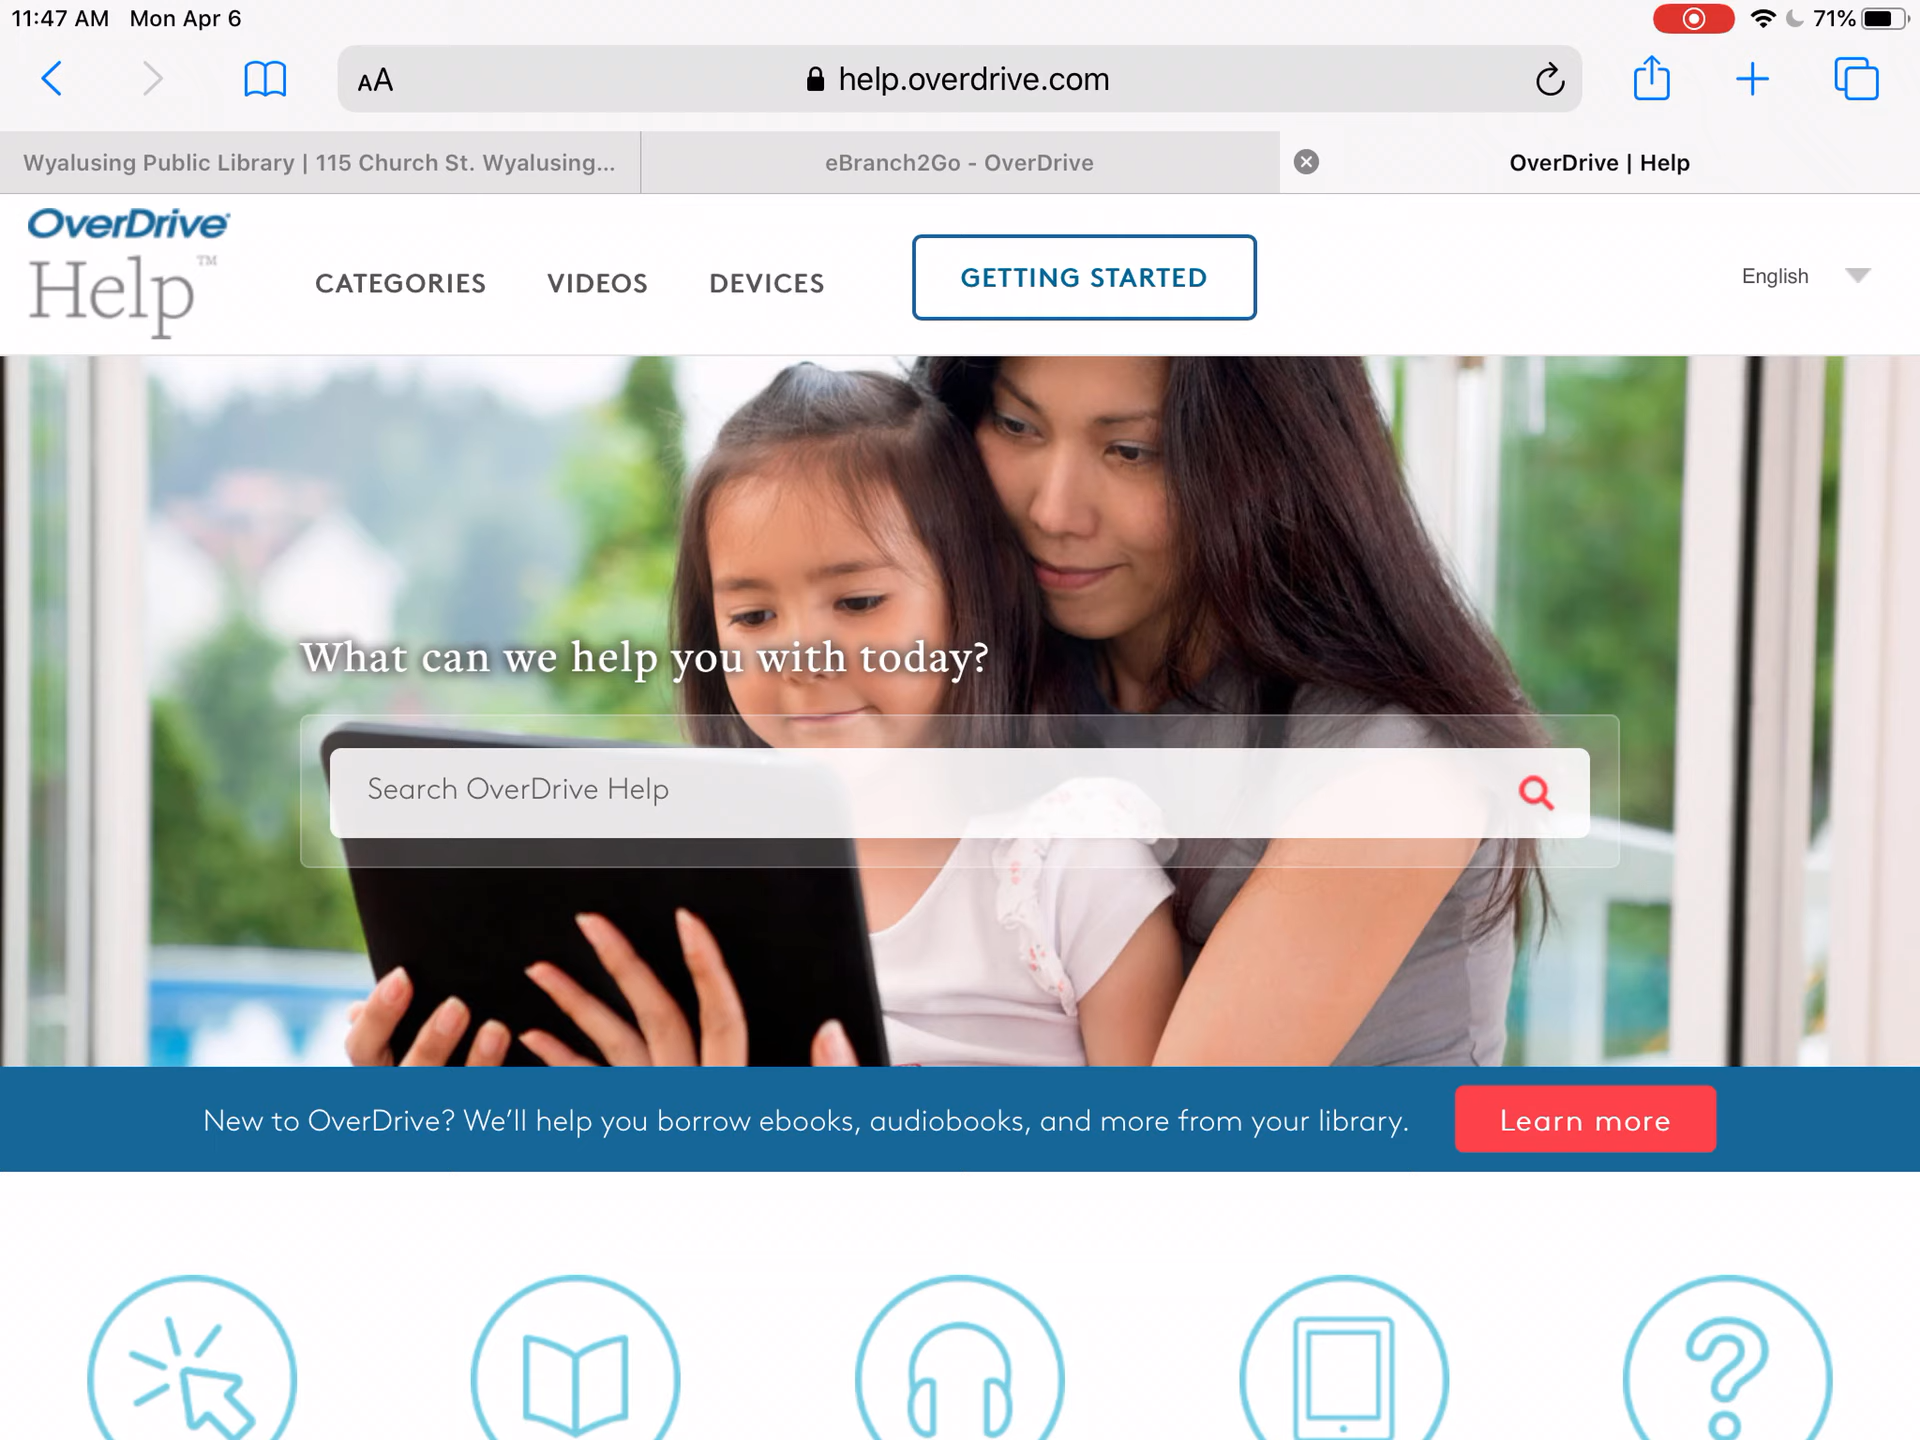 11:47 AM Mon Apr 6
71%
AA
help.overdrive.com
Wyalusing Public Library | 115 Church St. Wyalusing...
eBranch2Go - OverDrive
OverDrive | Help
OverDrive
Help™
CATEGORIES
VIDEOS
DEVICES
GETTING STARTED
English
What can we help you with today?
Search OverDrive Help
New to OverDrive? We'll help you borrow ebooks, audiobooks, and more from your library.
Learn more